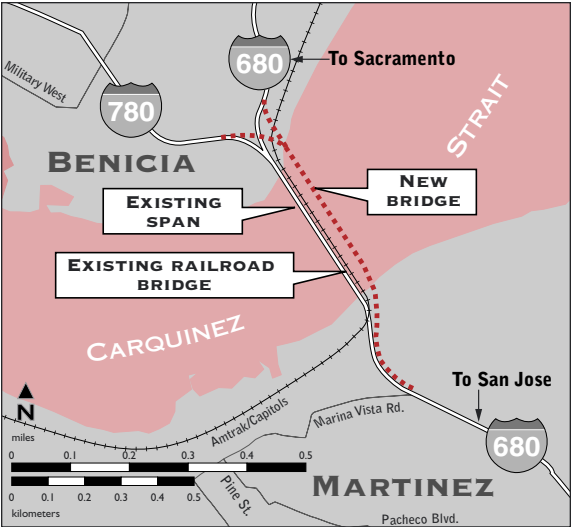 680
To Sacramento
Military West
780
STRAIT
BENICIA
NEW
BRIDGE
EXISTING
SPAN
EXISTING RAILROAD
BRIDGE
CARQUINEZ
N
To San Jose
Amtrak/Capitols
Marina Vista Rd.
680
miles
0 0.1 0.2 0.3 0.4 0.5
0 0.1 0.2 0.3 0.4 0.5
kilometers
Pine St.
MARTINEZ
Pacheco Blvd.